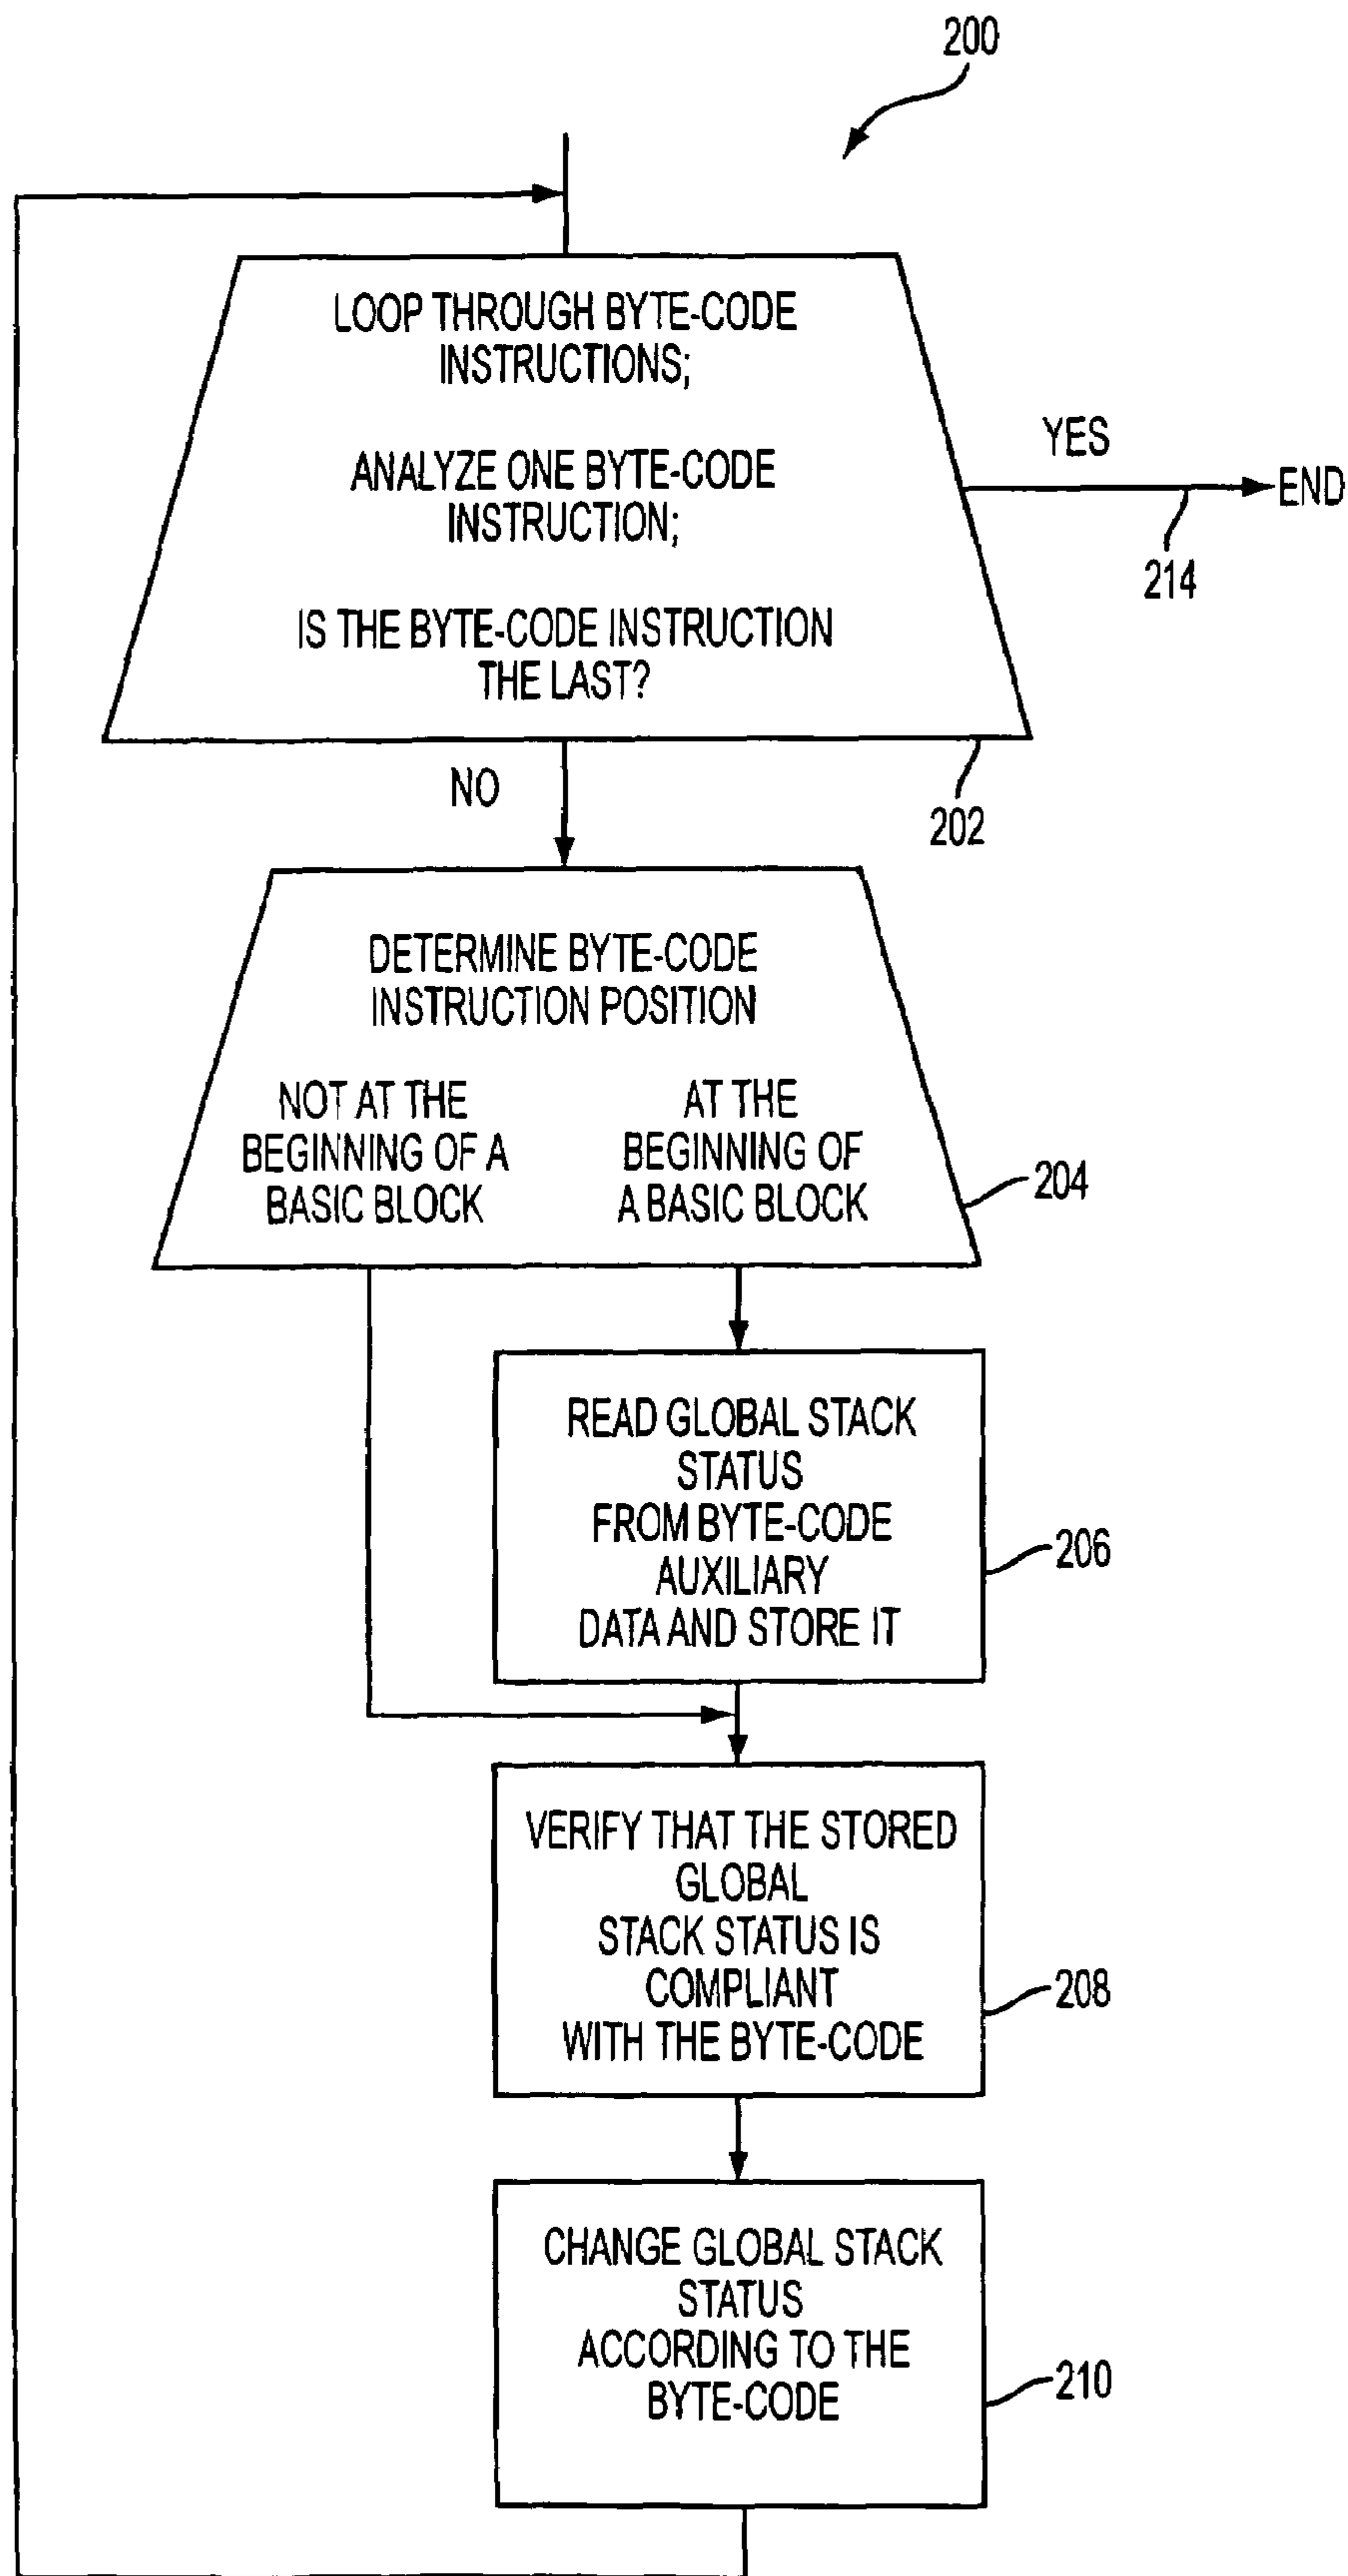 200
LOOP THROUGH BYTE-CODE
INSTRUCTIONS;
ANALYZE ONE BYTE-CODE
INSTRUCTION;
IS THE BYTE-CODE INSTRUCTION
THE LAST?
YES
END
214
NO
202
DETERMINE BYTE-CODE
INSTRUCTION POSITION
NOT AT THE
BEGINNING OF A
BASIC BLOCK
AT THE
BEGINNING OF
A BASIC BLOCK
204
READ GLOBAL STACK
STATUS
FROM BYTE-CODE
AUXILIARY
DATA AND STORE IT
206
VERIFY THAT THE STORED
GLOBAL
STACK STATUS IS
COMPLIANT
WITH THE BYTE-CODE
208
CHANGE GLOBAL STACK
STATUS
ACCORDING TO THE
BYTE-CODE
210